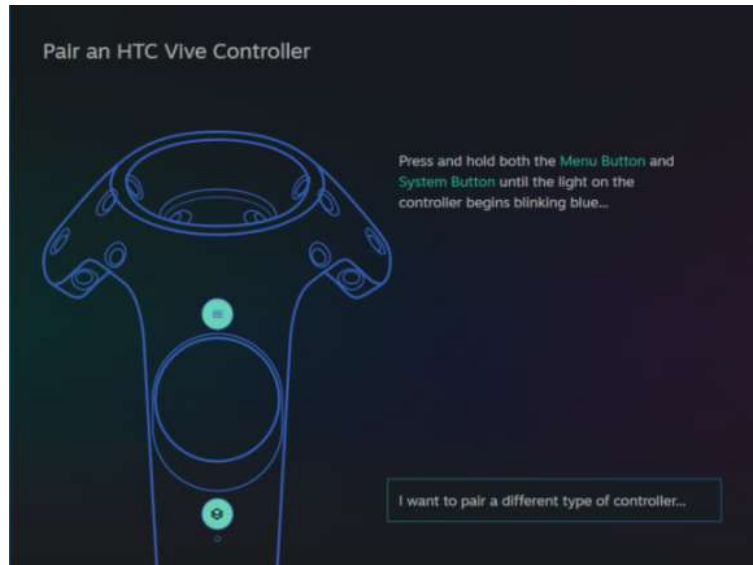 Pair an HTC Vive Controller
Press and hold both the Menu Button and
System Button until the light on the
controller begins blinking blue...
I want to pair a different type of controller...